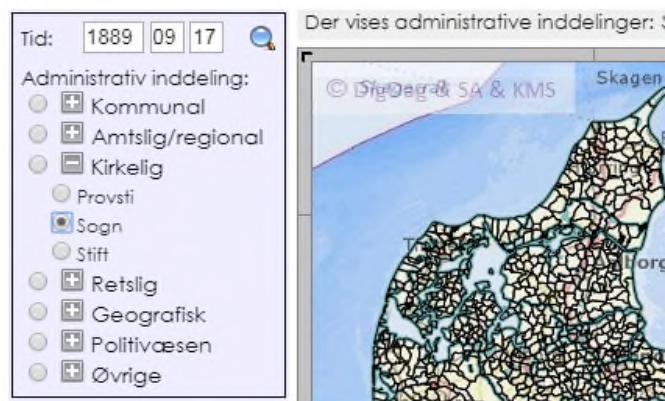 Tid: 1889 09 17
Administrativ inddeling:
Kommunal
Amtslig/regional
Kirkelig
Provsti
Sogn
Stift
Retslig
Geografisk
Politivæsen
Øvrige
Der vises administrative inddelinger: S
© DigDag & SA & KMS
Skagen